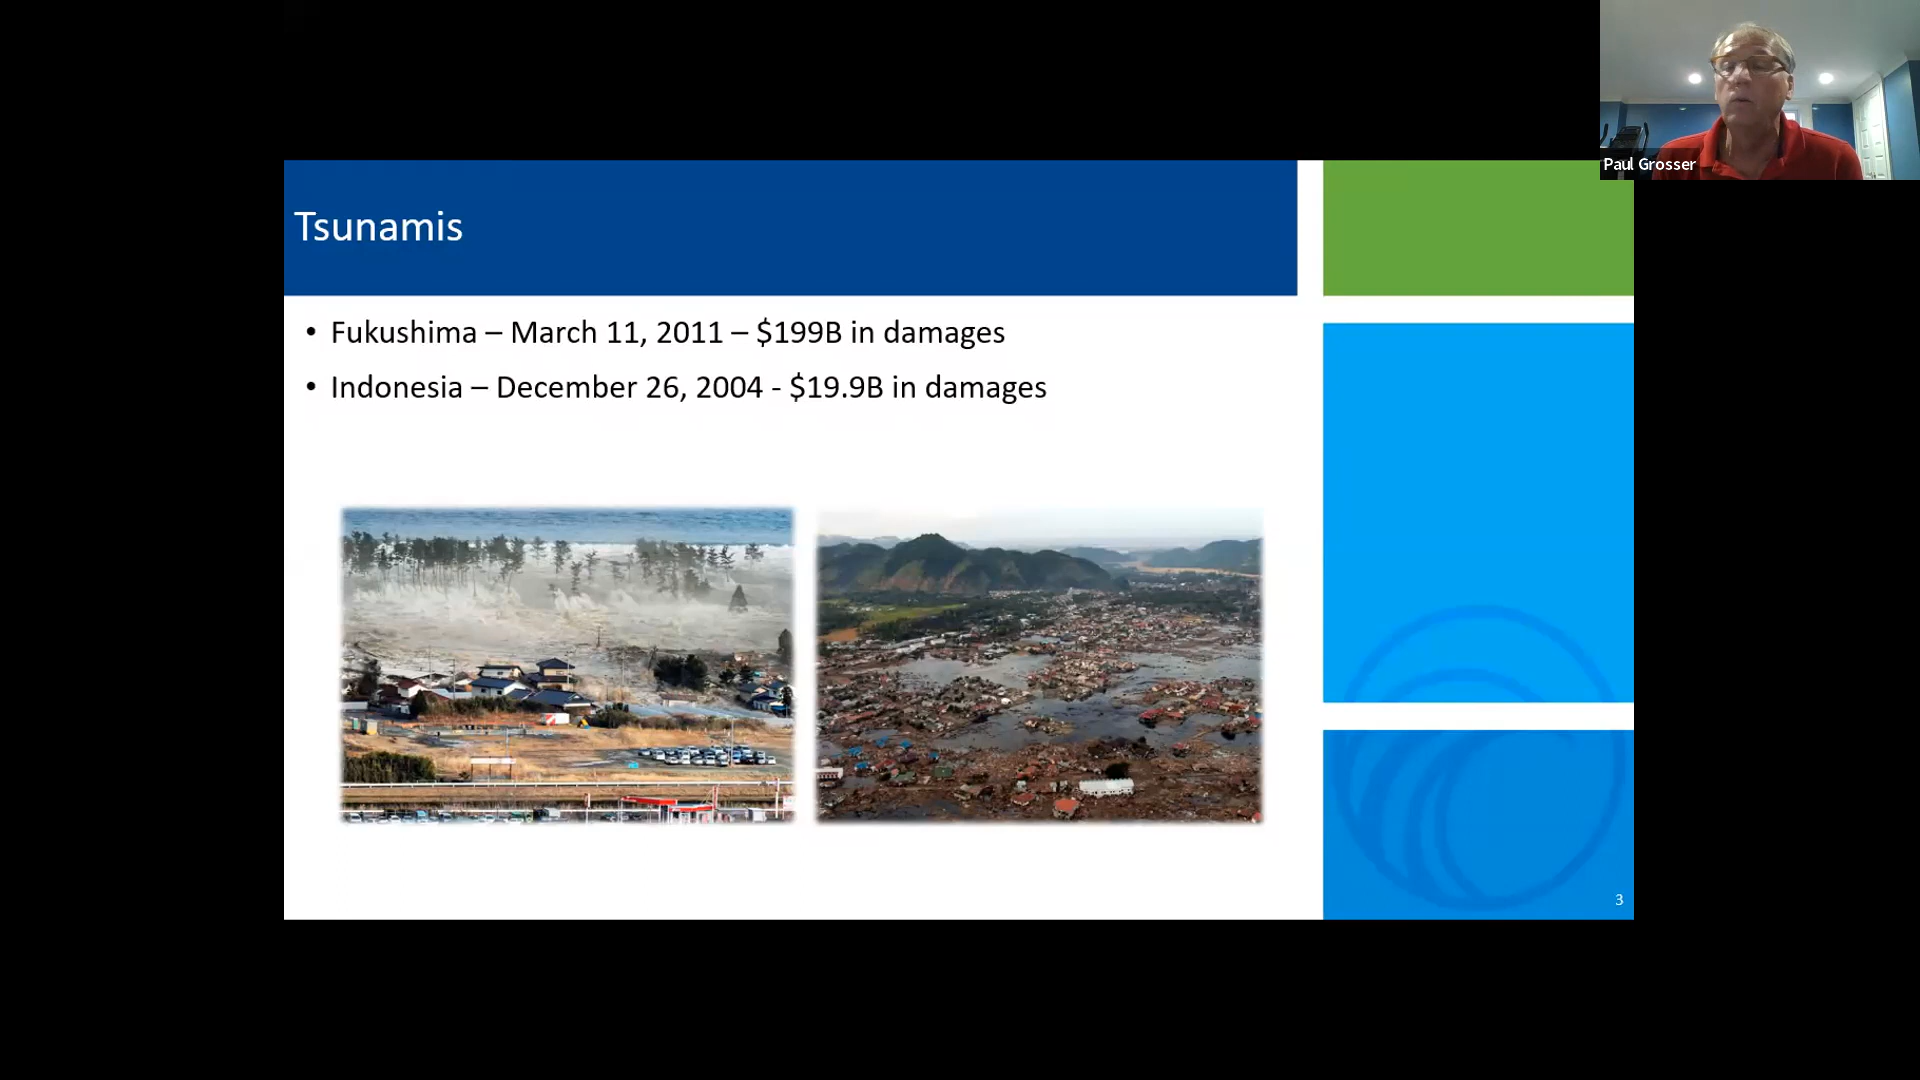 Paul Grosser
Tsunamis
• Fukushima – March 11, 2011 – $199B in damages
• Indonesia – December 26, 2004 - $19.9B in damages
3